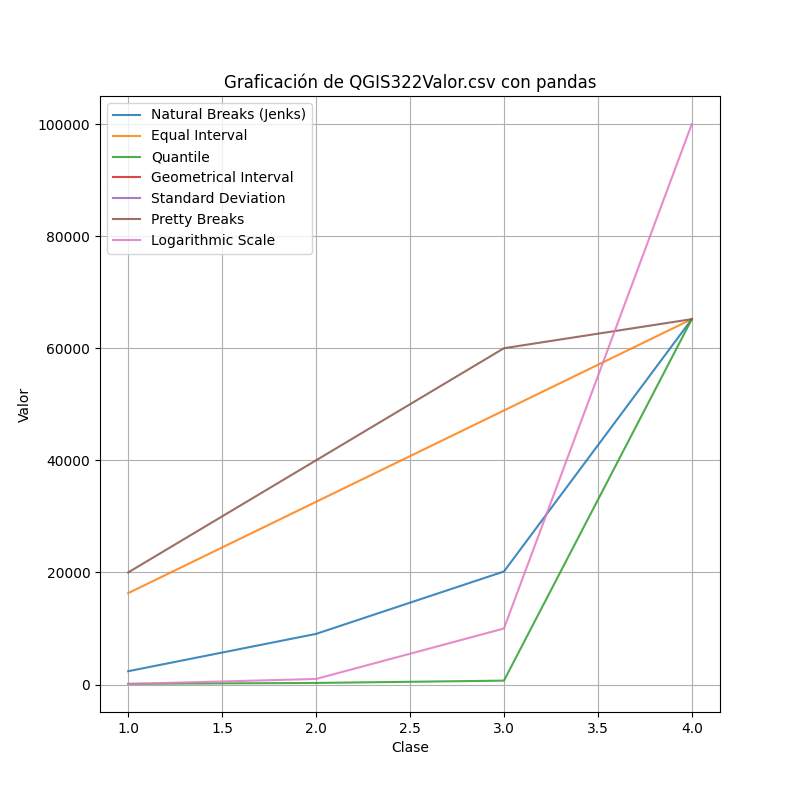 Graficación de QGIS322Valor.csv con pandas
Natural Breaks (Jenks)
Equal Interval
Quantile
Geometrical Interval
Standard Deviation
Pretty Breaks
Logarithmic Scale
100000
80000
60000
40000
20000
0
Valor
1.0 1.5 2.0 2.5 3.0 3.5 4.0
Clase